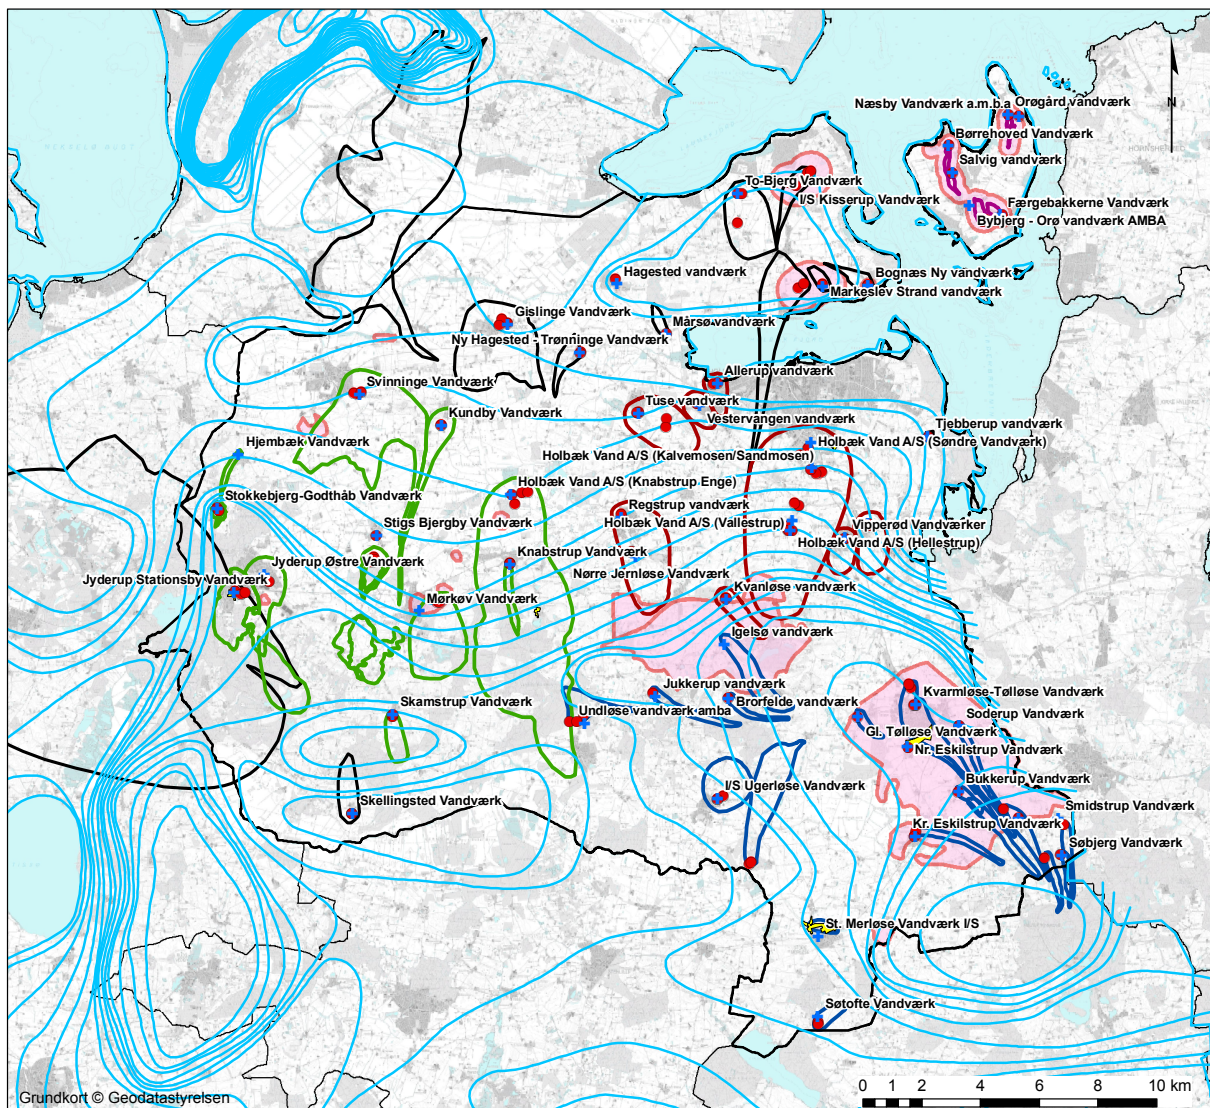 Næsby Vandværk a.m.b.a
Orøgård vandværk
N
Børrehoved Vandværk
Salvig vandværk
To-Bjerg Vandværk
I/S Kisserup Vandværk
Færgebakkerne Vandværk
Bybjerg - Orø vandværk AMBA
Hagested vandværk
Bognæs Ny vandværk
Markeslev Strand vandværk
Gislinge Vandværk
Mårsø vandværk
Ny Hagested - Trønninge Vandværk
Allerup vandværk
Svinninge Vandværk
Tuse vandværk
Kundby Vandværk
Vestervangen vandværk
Tjebberup vandværk
Hjembæk Vandværk
Holbæk Vand A/S (Søndre Vandværk)
Holbæk Vand A/S (Kalvemosen/Sandmosen)
Holbæk Vand A/S (Knabstrup Enge)
Stokkebjerg-Godthåb Vandværk
Regstrup vandværk
Stigs Bjergby Vandværk
Holbæk Vand A/S (Vallestrup)
Vipperød Vandværker
Holbæk Vand A/S (Hellestrup)
Knabstrup Vandværk
Jyderup Østre Vandværk
Jyderup Stationsby Vandværk
Nørre Jernløse Vandværk
Kvanløse vandværk
Mørkøv Vandværk
Igelsø vandværk
Jukkerup vandværk
Kvarmløse-Tølløse Vandværk
Skamstrup Vandværk
Brorfelde vandværk
Undløse vandværk amba
Soderup Vandværk
Gl. Tølløse Vandværk
Nr. Eskilstrup Vandværk
I/S Ugerløse Vandværk
Bukkerup Vandværk
Skellingsted Vandværk
Smidstrup Vandværk
Kr. Eskilstrup Vandværk
Søbjerg Vandværk
St. Merløse Vandværk I/S
Søtofte Vandværk
0 1 2 4 6 8 10 km
Grundkort © Geodatastyrelsen